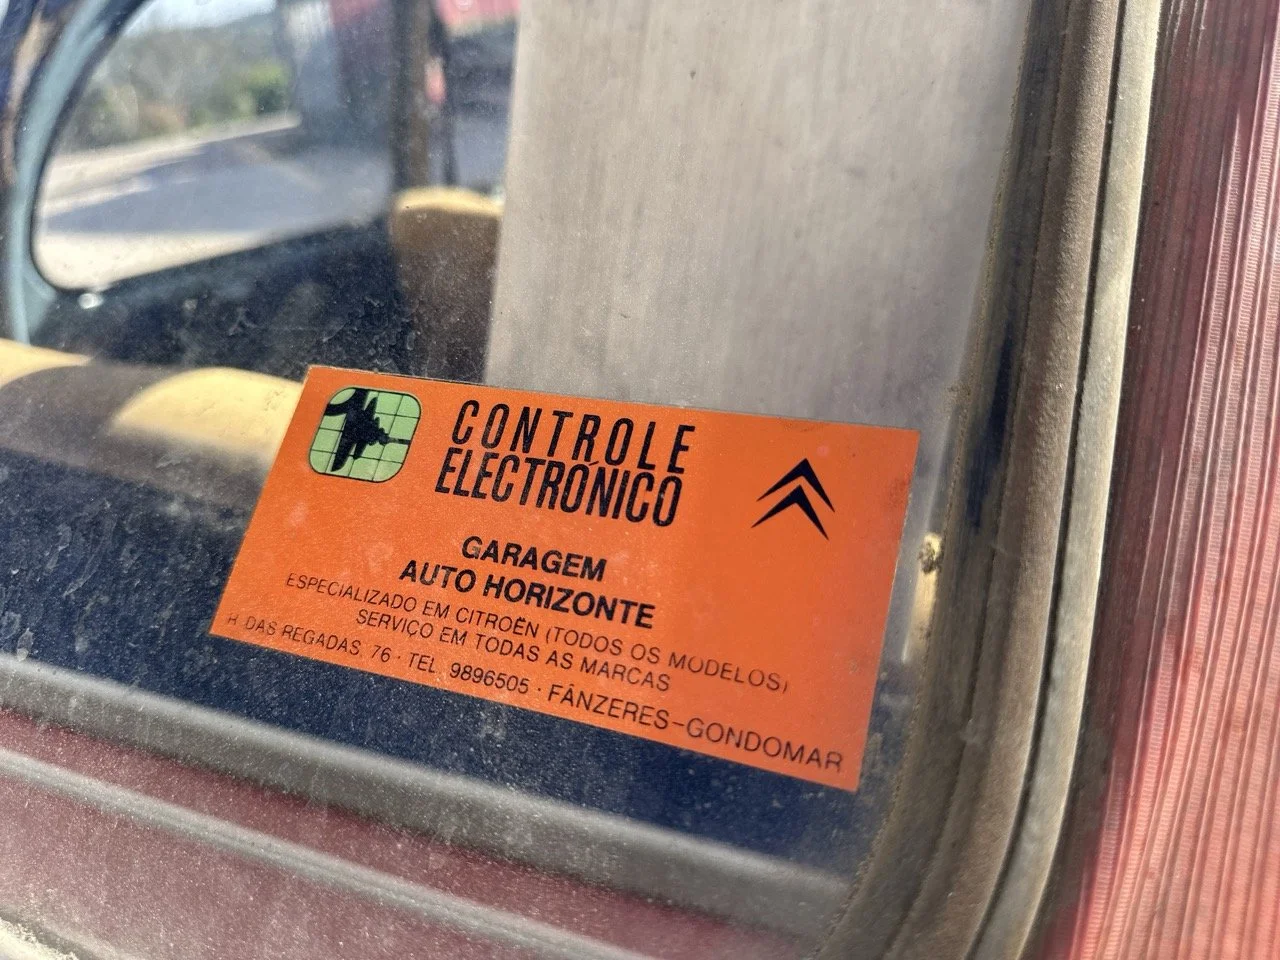 CONTROLE
ELECTRÓNICO
GARAGEM
AUTO HORIZONTE
ESPECIALIZADO EM CITROËN (TODOS OS MODELOS)
SERVIÇO EM TODAS AS MARCAS
R. DAS REGADAS, 76 · TEL. 9896505 · FÂNZERES-GONDOMAR